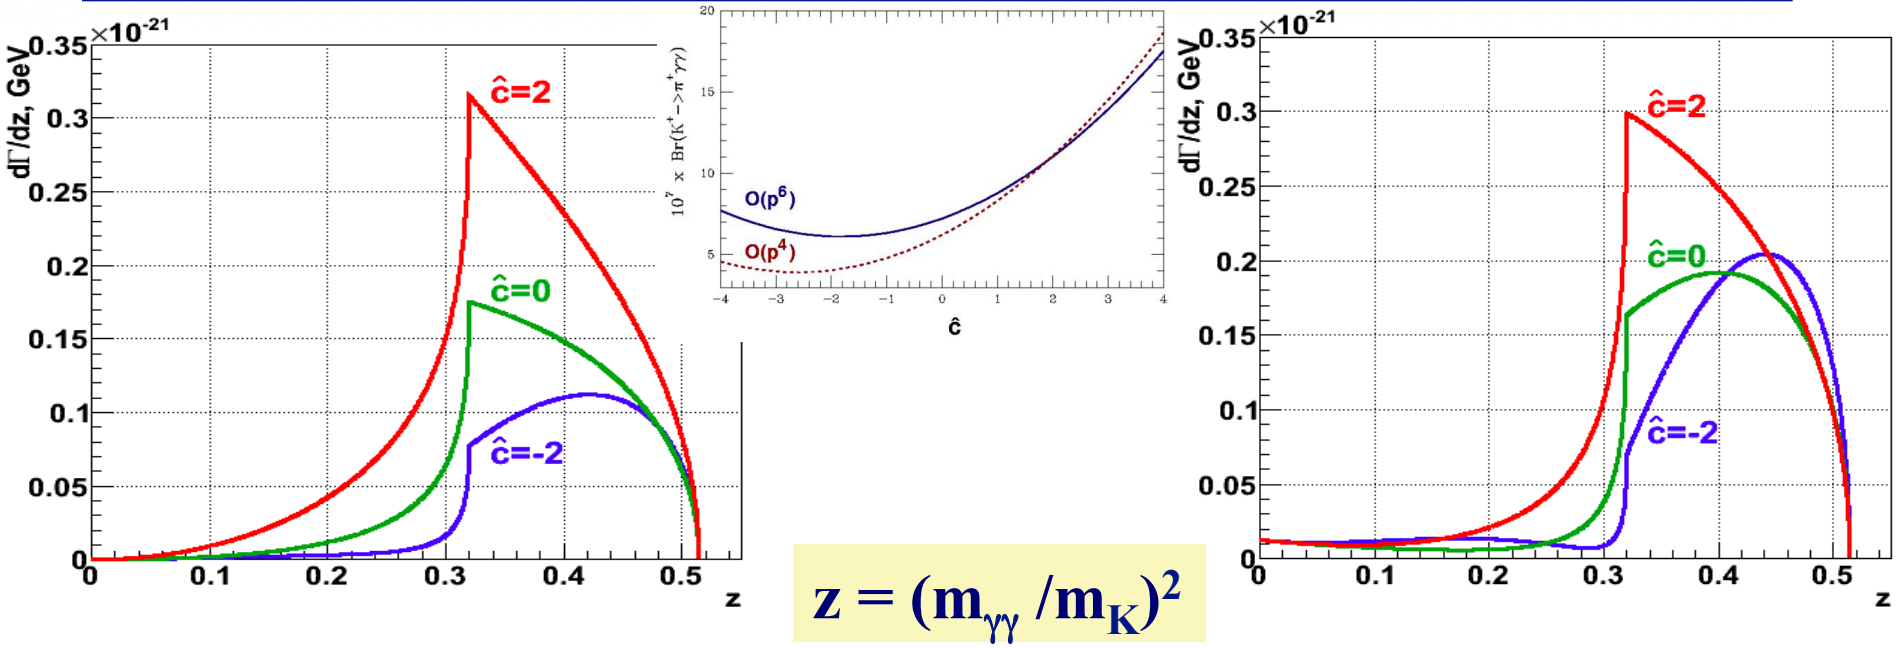 ×10⁻²¹
dΓ/dz, GeV
0.35
0.3
0.25
0.2
0.15
0.1
0.05
0
ĉ=2
ĉ=0
ĉ=-2
0 0.1 0.2 0.3 0.4 0.5
z
10⁷ x Br(K⁺->π⁺γγ)
20
15
10
5
O(p⁶)
O(p⁴)
−4 −3 −2 −1 0 1 2 3 4
ĉ
z = (mγγ /mK)²
×10⁻²¹
dΓ/dz, GeV
0.35
0.3
0.25
0.2
0.15
0.1
0.05
0
ĉ=2
ĉ=0
ĉ=-2
0 0.1 0.2 0.3 0.4 0.5
z